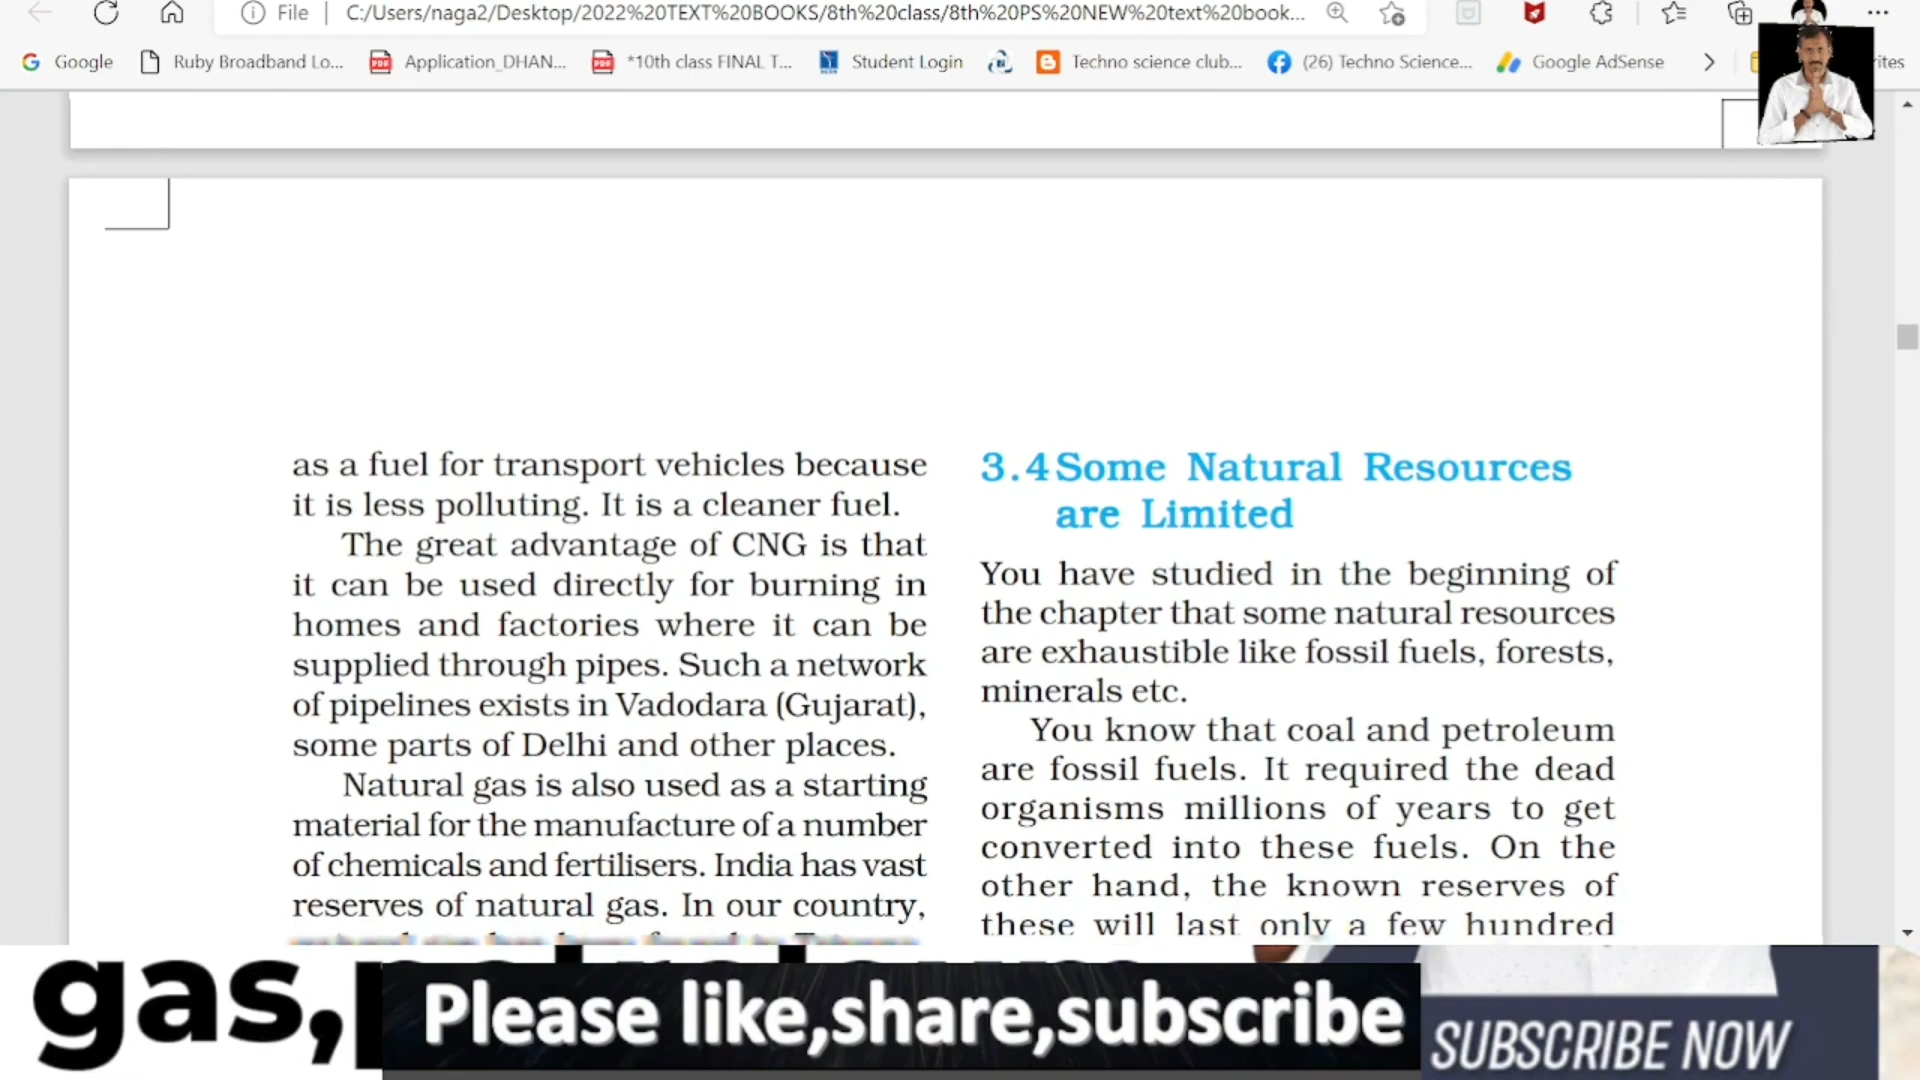 File
C:/Users/naga2/Desktop/2022%20TEXT%20BOOKS/8th%20class/8th%20PS%20NEW%20text%20book...
Google
Ruby Broadband Lo...
Application_DHAN...
*10th class FINAL T...
Student Login
Techno science club...
(26) Techno Science...
Google AdSense
rites
as a fuel for transport vehicles because
it is less polluting. It is a cleaner fuel.
The great advantage of CNG is that
it can be used directly for burning in
homes and factories where it can be
supplied through pipes. Such a network
of pipelines exists in Vadodara (Gujarat),
some parts of Delhi and other places.
Natural gas is also used as a starting
material for the manufacture of a number
of chemicals and fertilisers. India has vast
reserves of natural gas. In our country,
3.4 Some Natural Resources
are Limited
You have studied in the beginning of
the chapter that some natural resources
are exhaustible like fossil fuels, forests,
minerals etc.
You know that coal and petroleum
are fossil fuels. It required the dead
organisms millions of years to get
converted into these fuels. On the
other hand, the known reserves of
these will last only a few hundred
gas,
Please like,share,subscribe
SUBSCRIBE NOW